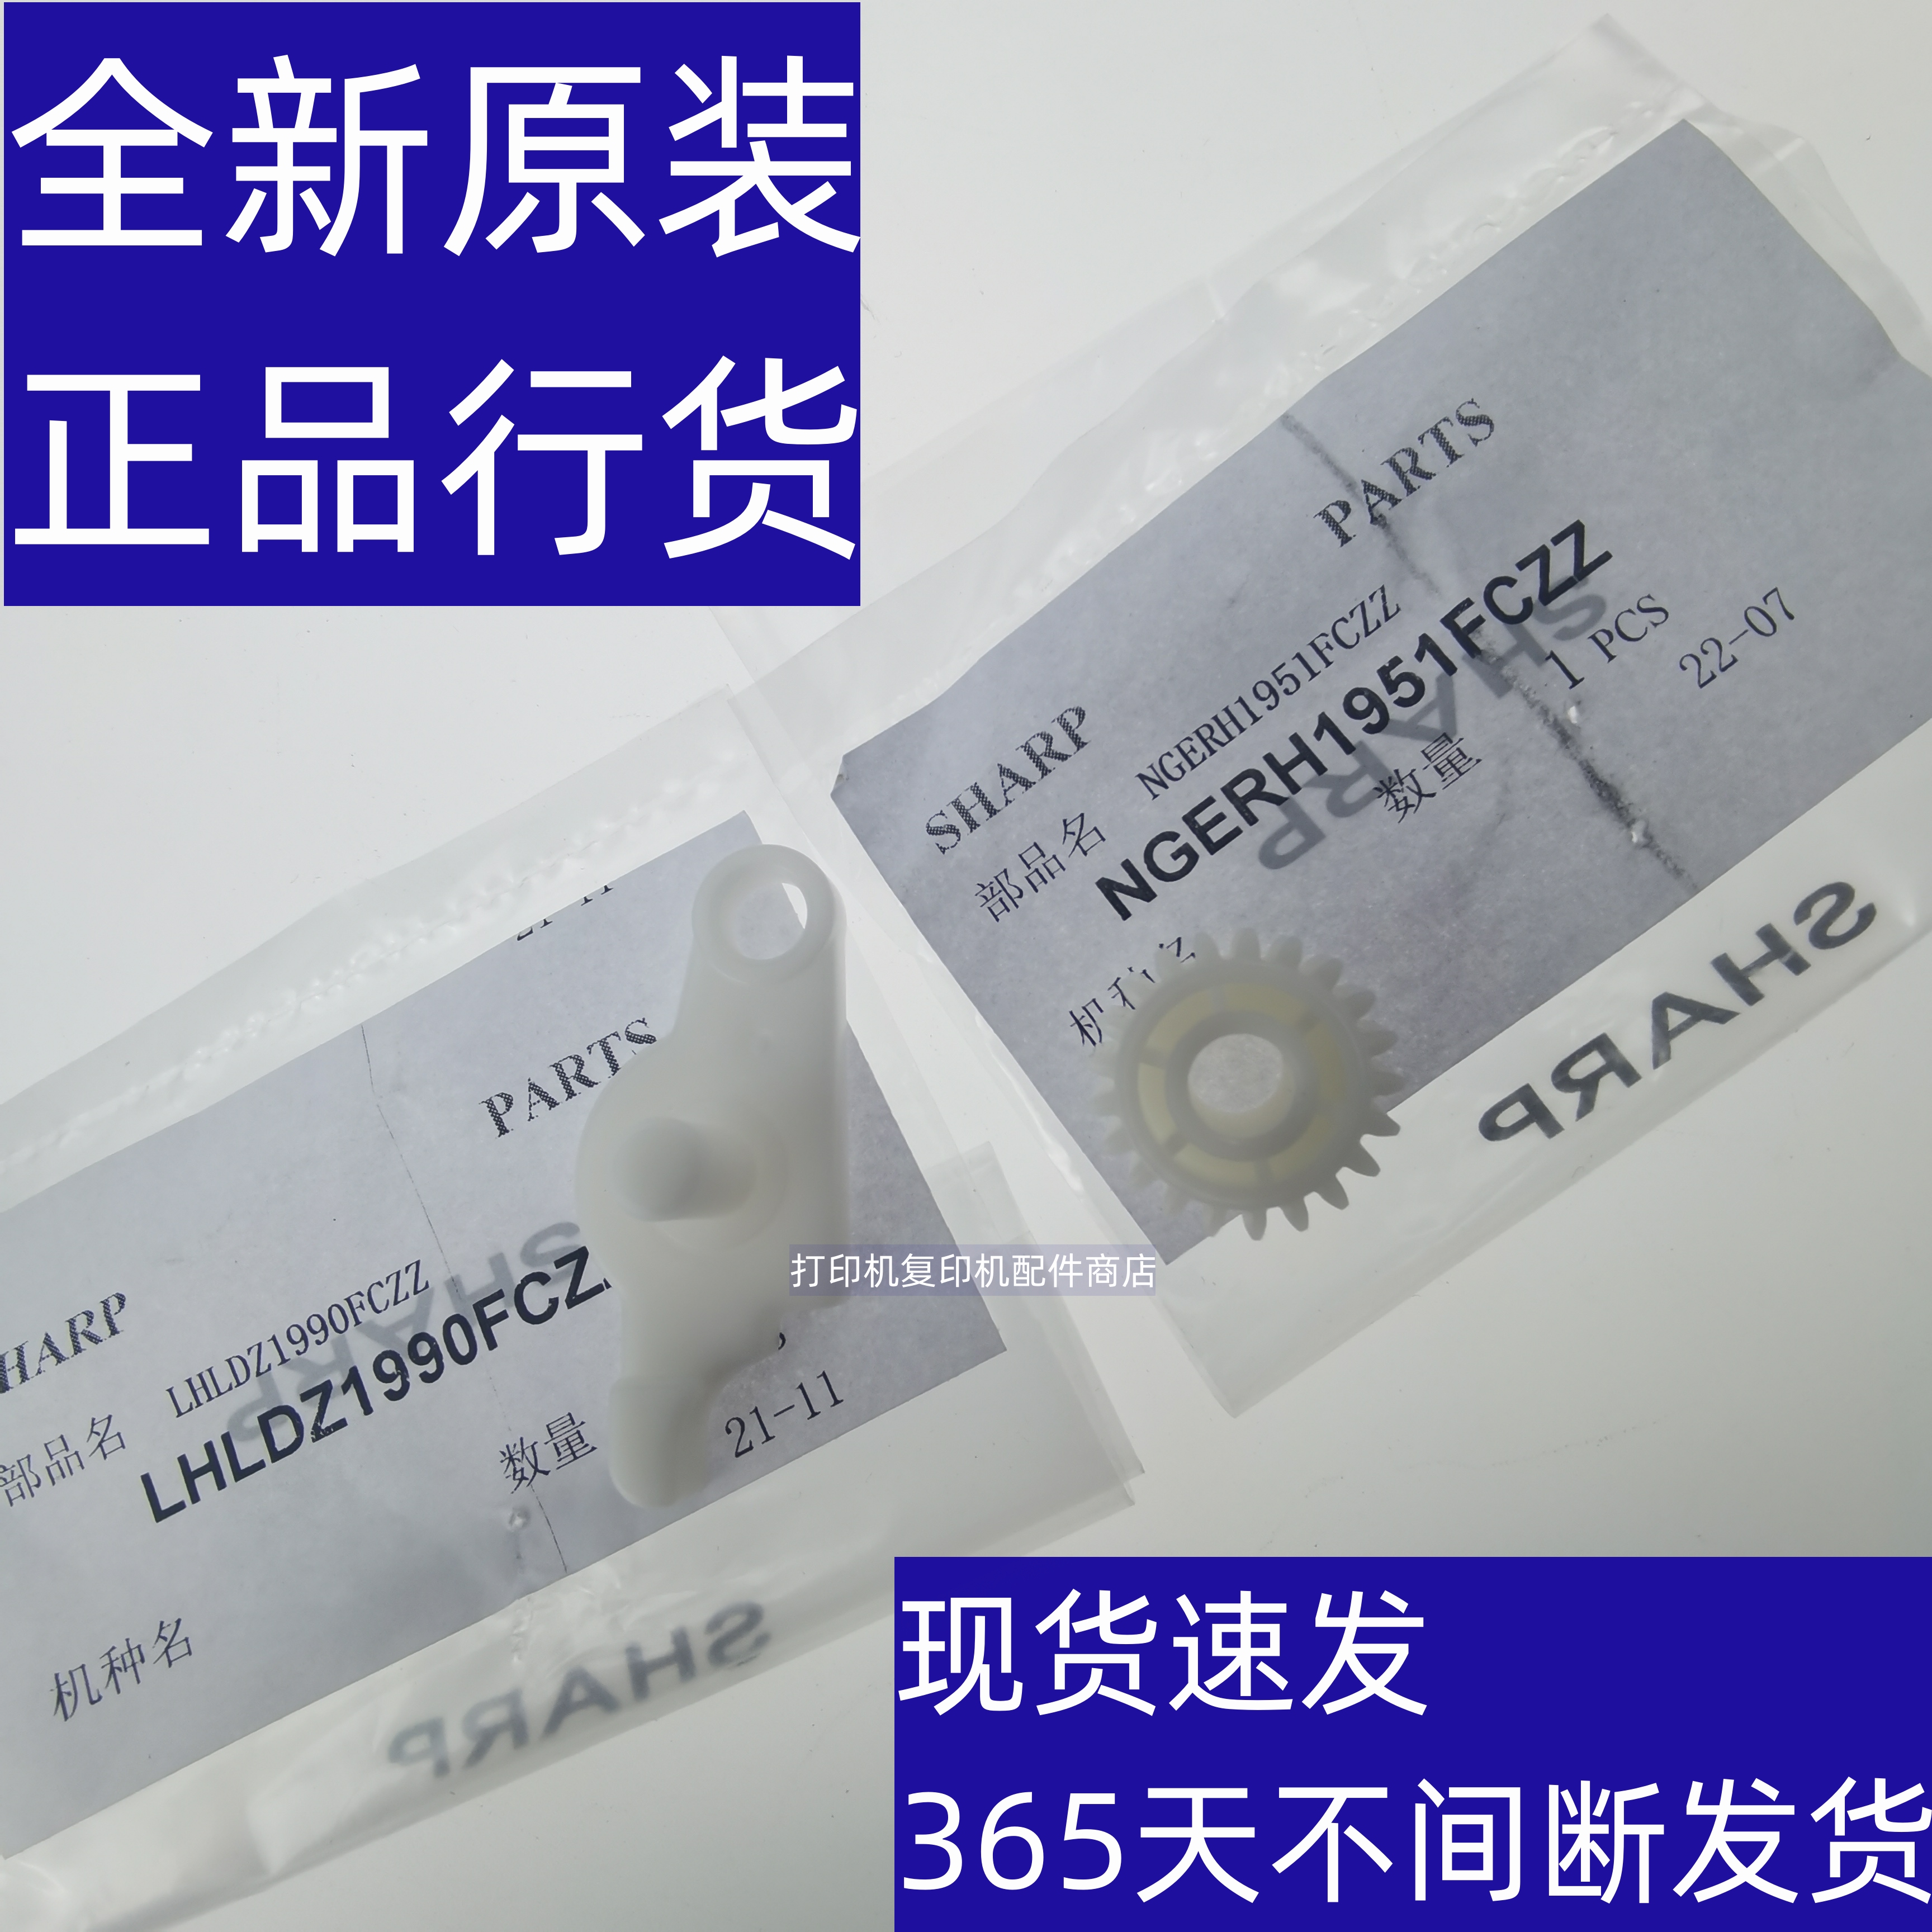 全新原装
正品行货
SHARP PARTS
部品名 NGERH1951FCZZ
NGERH1951FCZZ
数量 1 PCS
22-07
SHARP
SHARP
PARTS
部品名 LHLDZ1990FCZZ
LHLDZ1990FCZ
数量
21-11
机种名
SHARP
SHARP
打印机复印机配件商店
现货速发
365天不间断发货